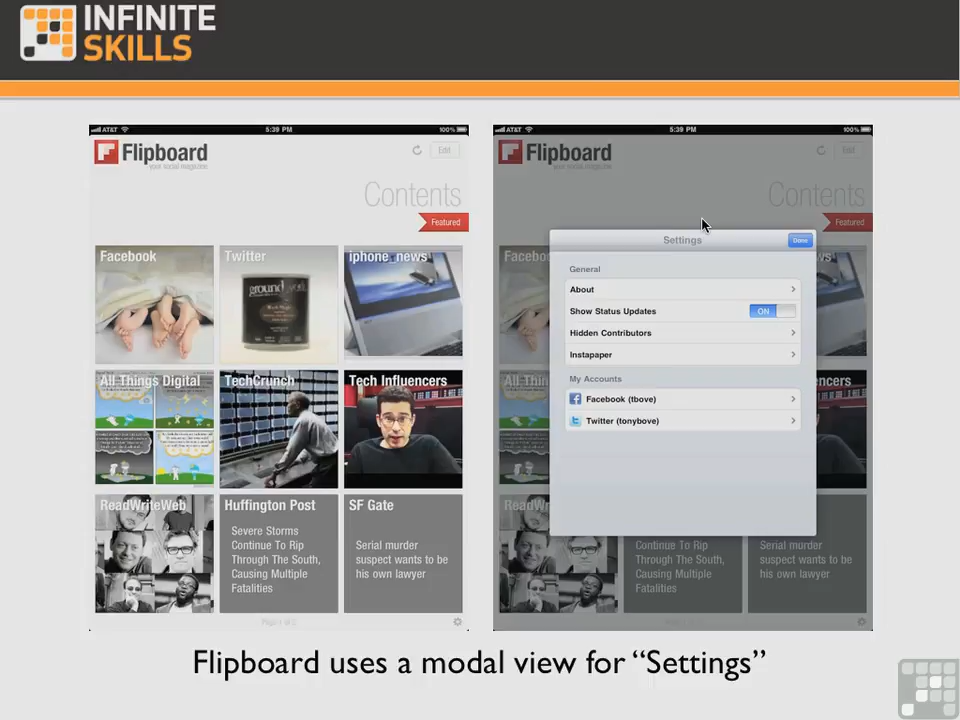 INFINITE
SKILLS
AT&T 5:39 PM 100%
Flipboard
your social magazine
Edit
Contents
Featured
Facebook
Twitter
iphone_news
All Things Digital
TechCrunch
Tech Influencers
ReadWriteWeb
Huffington Post
Severe Storms
Continue To Rip
Through The South,
Causing Multiple
Fatalities
SF Gate
Serial murder
suspect wants to be
his own lawyer
AT&T 5:39 PM 100%
Flipboard
your social magazine
Edit
Contents
Featured
Settings
Done
General
About
Show Status Updates
ON
Hidden Contributors
Instapaper
My Accounts
Facebook (tbove)
Twitter (tonybove)
Continue To Rip
Through The South,
Causing Multiple
Fatalities
suspect wants to be
his own lawyer
Flipboard uses a modal view for “Settings”